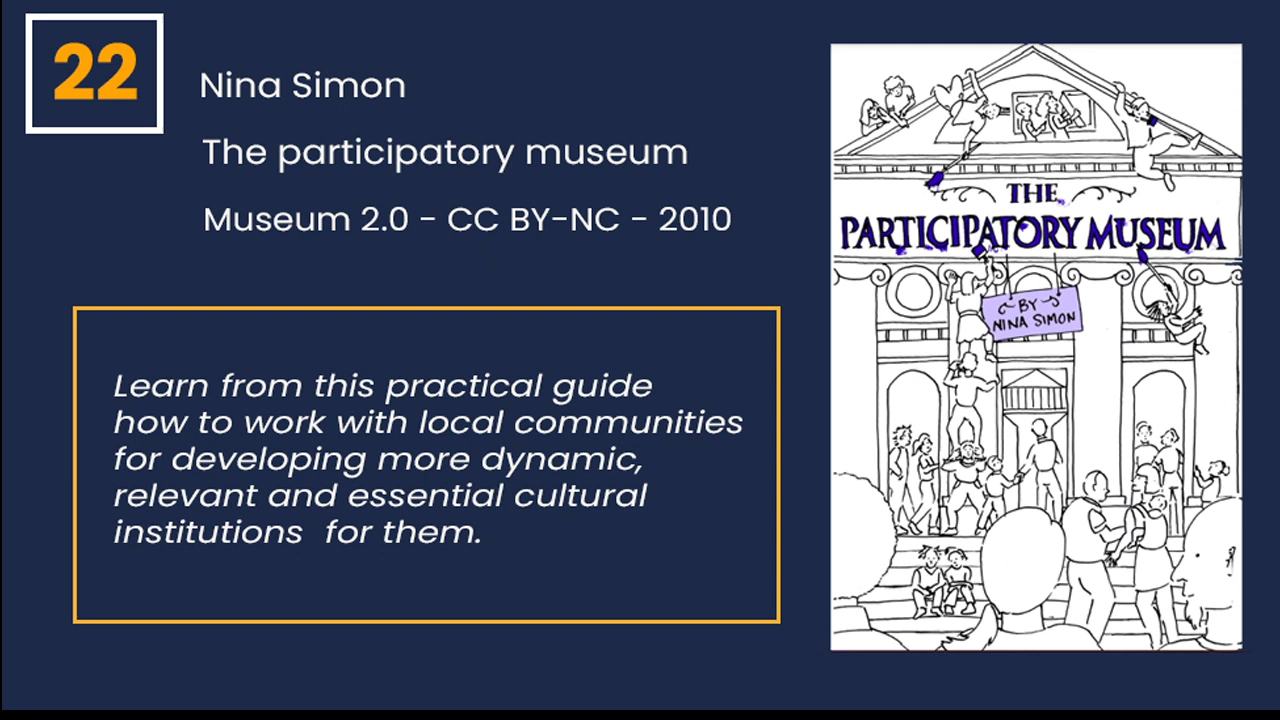 22
Nina Simon
The participatory museum
Museum 2.0 - CC BY-NC - 2010
Learn from this practical guide
how to work with local communities
for developing more dynamic,
relevant and essential cultural
institutions  for them.
THE
PARTICIPATORY MUSEUM
BY
NINA SIMON